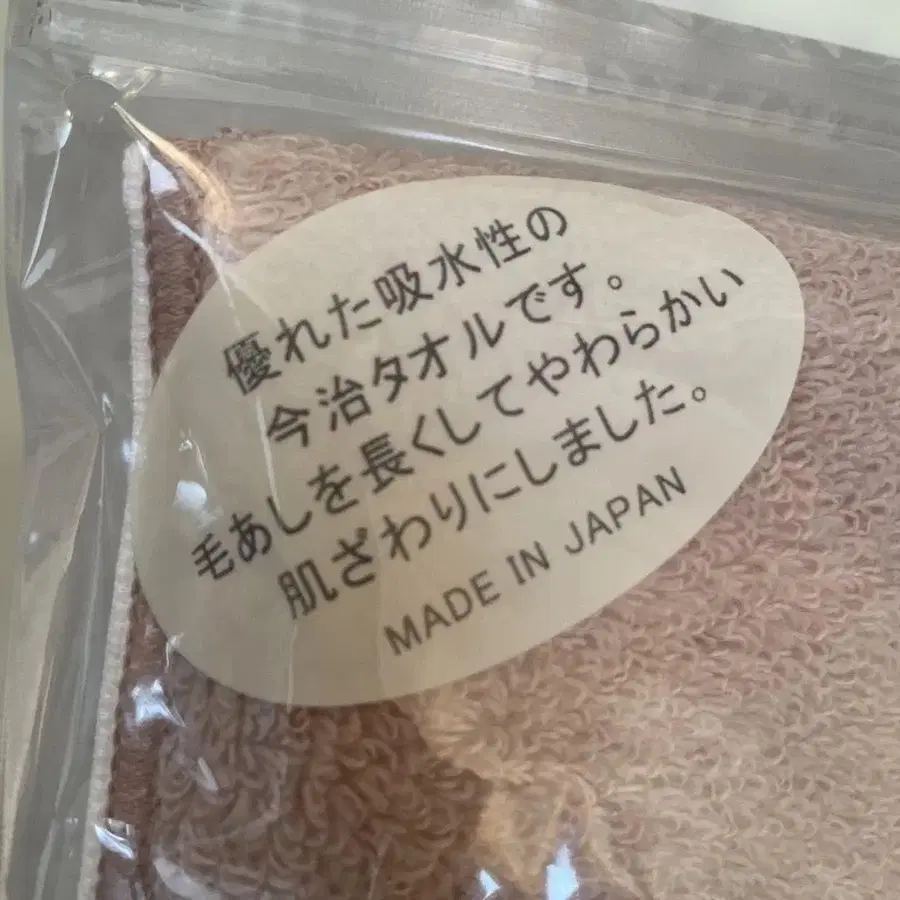 優れた吸水性の
今治タオルです。
毛あしを長くしてやわらかい
肌ざわりにしました。
MADE IN JAPAN